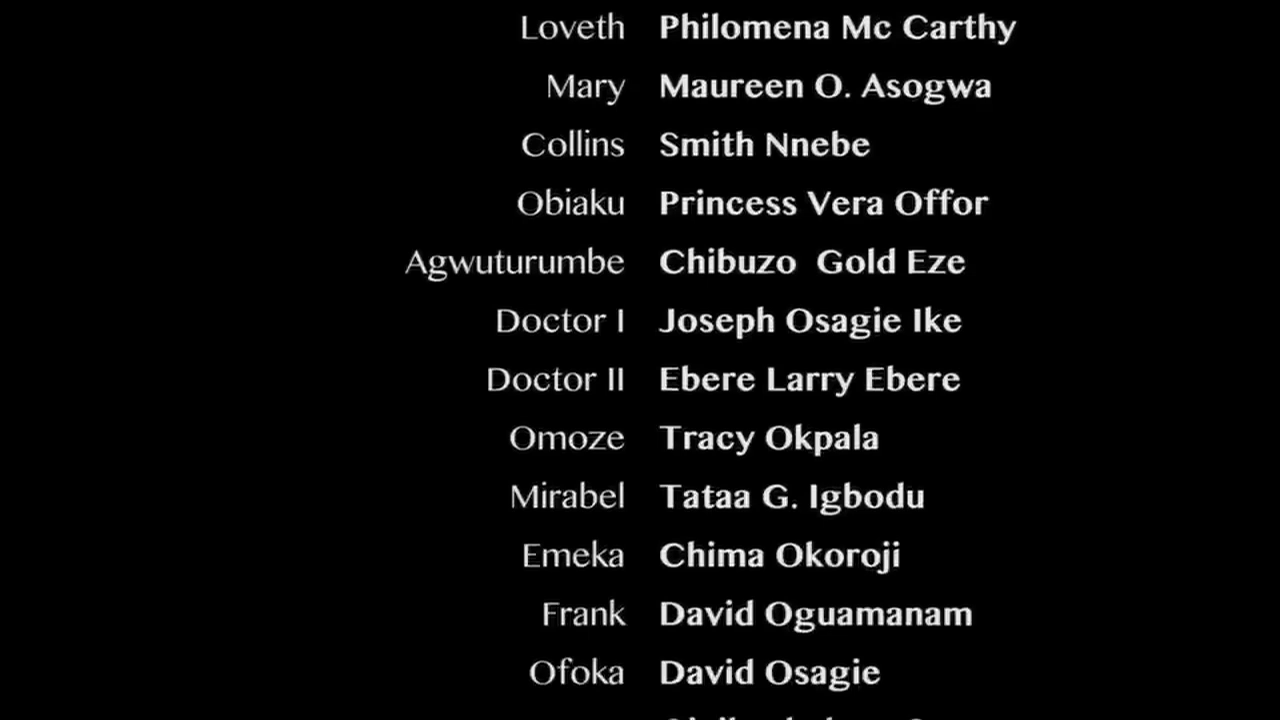 Loveth Philomena Mc Carthy
Mary Maureen O. Asogwa
Collins Smith Nnebe
Obiaku Princess Vera Offor
Agwuturumbe Chibuzo  Gold Eze
Doctor I Joseph Osagie Ike
Doctor II Ebere Larry Ebere
Omoze Tracy Okpala
Mirabel Tataa G. Igbodu
Emeka Chima Okoroji
Frank David Oguamanam
Ofoka David Osagie